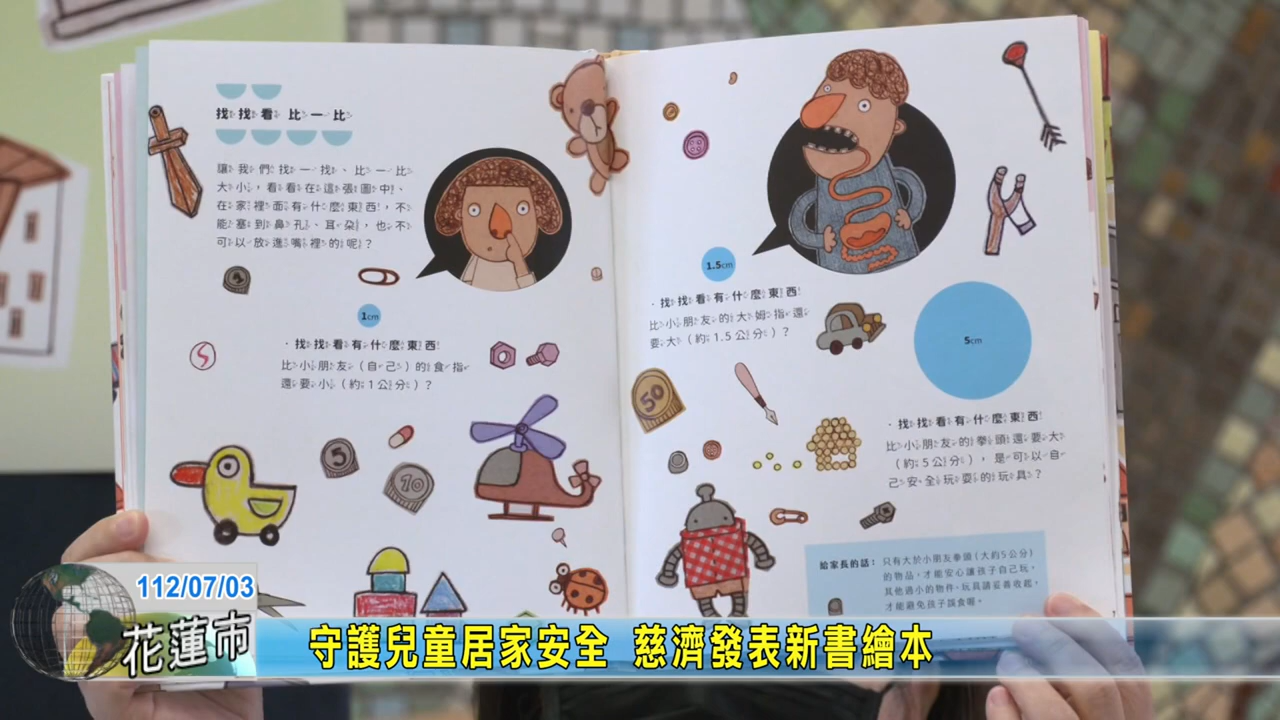 找找看 比一比
讓我們找一找、比一比
大小，看看在這張圖中、
在家裡面有什麼東西，不
能塞到鼻孔、耳朵，也不
可以放進嘴裡的呢？
1cm
·找找看有什麼東西！
比小朋友（自己）的食指
還要小（約1公分）？
5
10
1.5cm
·找找看有什麼東西！
比小朋友的大姆指還
要大（約1.5公分）？
50
5cm
·找找看有什麼東西！
比小朋友的拳頭還要大
（約5公分），是可以自
己安全玩耍的玩具？
給家長的話：只有大於小朋友拳頭（大約5公分）
的物品，才能安心讓孩子自己玩，
其他過小的物件、玩具請妥善收起，
才能避免孩子誤食喔。
112/07/03
花蓮市
守護兒童居家安全 慈濟發表新書繪本